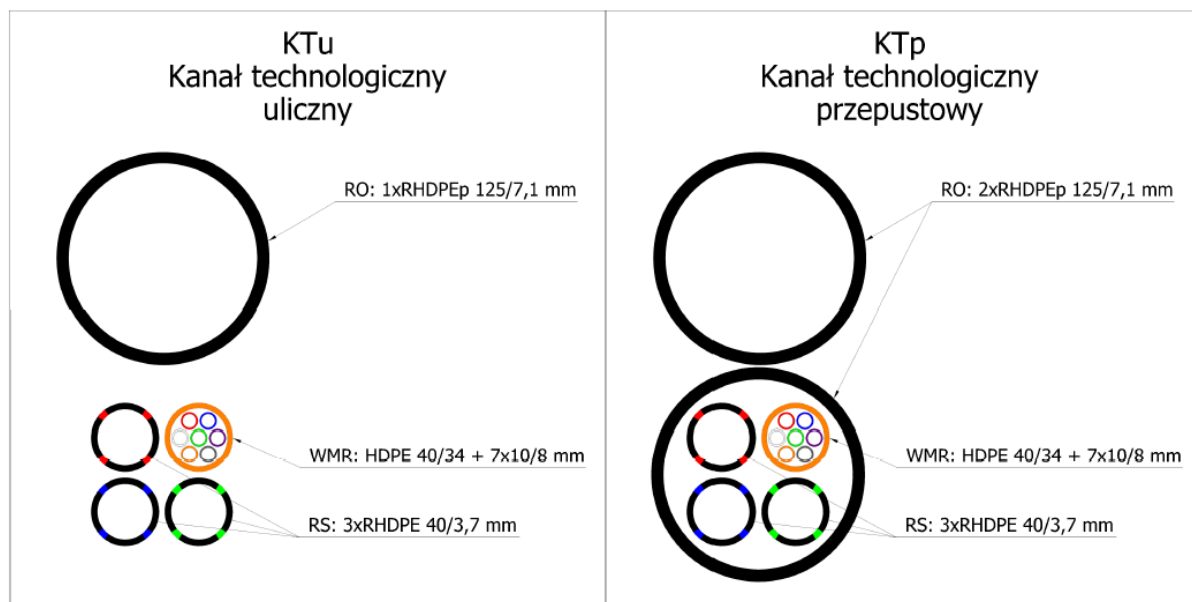 KTu
Kanał technologiczny
uliczny
RO: 1xRHDPEp 125/7,1 mm
WMR: HDPE 40/34 + 7x10/8 mm
RS: 3xRHDPE 40/3,7 mm
KTp
Kanał technologiczny
przepustowy
RO: 2xRHDPEp 125/7,1 mm
WMR: HDPE 40/34 + 7x10/8 mm
RS: 3xRHDPE 40/3,7 mm